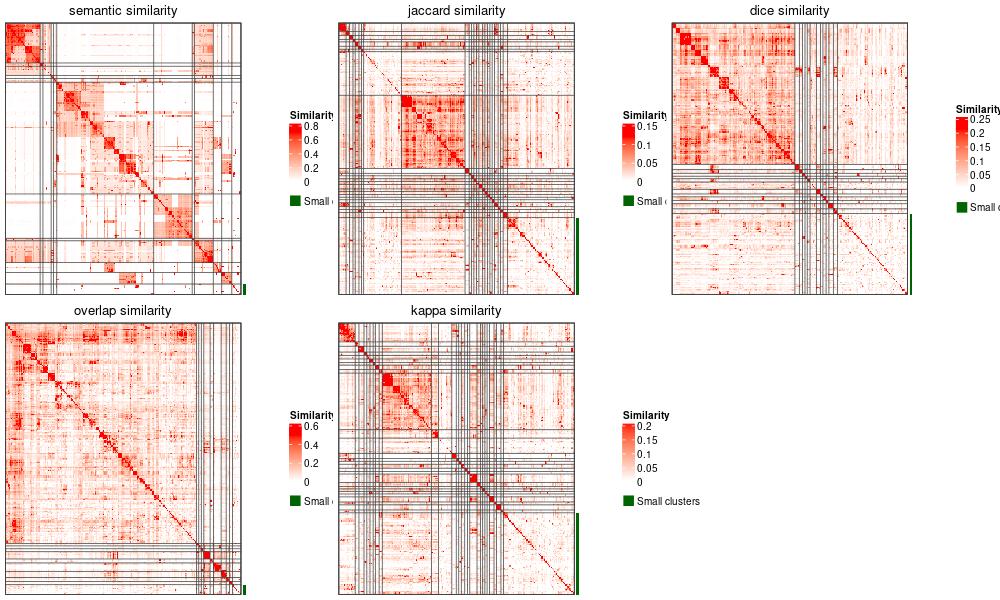 semantic similarity
Similarity
0.8
0.6
0.4
0.2
0
Small
jaccard similarity
Similarity
0.15
0.1
0.05
0
Small
dice similarity
Similarity
0.25
0.2
0.15
0.1
0.05
0
Small
overlap similarity
Similarity
0.6
0.4
0.2
0
Small
kappa similarity
Similarity
0.2
0.15
0.1
0.05
0
Small clusters